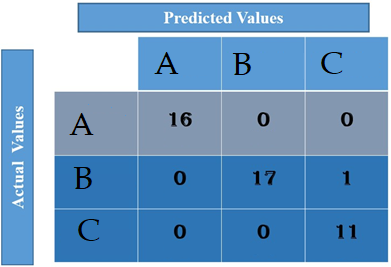 Predicted Values
Actual Values
A B C
A 16 0 0
B 0 17 1
C 0 0 11